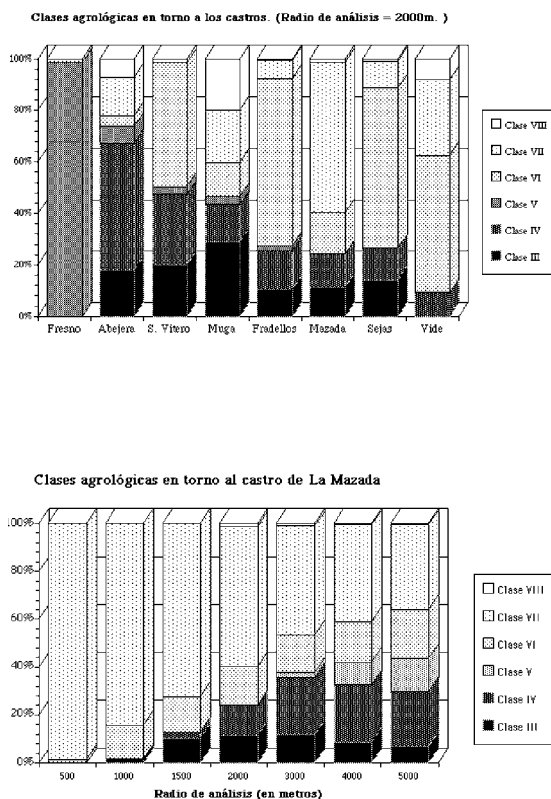 Clases agrológicas en torno a los castros. (Radio de análisis = 2000m. )
100%
80%
60%
40%
20%
0%
Fresno Abejera S. Vitero Muga Fradellos Mazada Sejas Vide
Clase VIII
Clase VII
Clase VI
Clase V
Clase IV
Clase III
Clases agrológicas en torno al castro de La Mazada
100%
80%
60%
40%
20%
0%
500 1000 1500 2000 3000 4000 5000
Radio de análisis (en metros)
Clase VIII
Clase VII
Clase VI
Clase V
Clase IV
Clase III